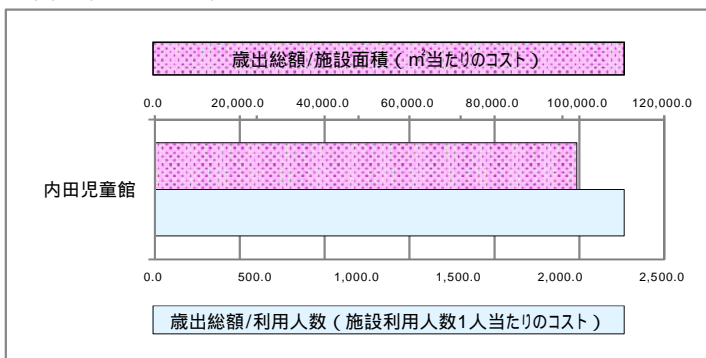 歳出総額/施設面積(㎡当たりのコスト)
0.0 20,000.0 40,000.0 60,000.0 80,000.0 100,000.0 120,000.0
内田児童館
0.0 500.0 1,000.0 1,500.0 2,000.0 2,500.0
歳出総額/利用人数(施設利用人数1人当たりのコスト)